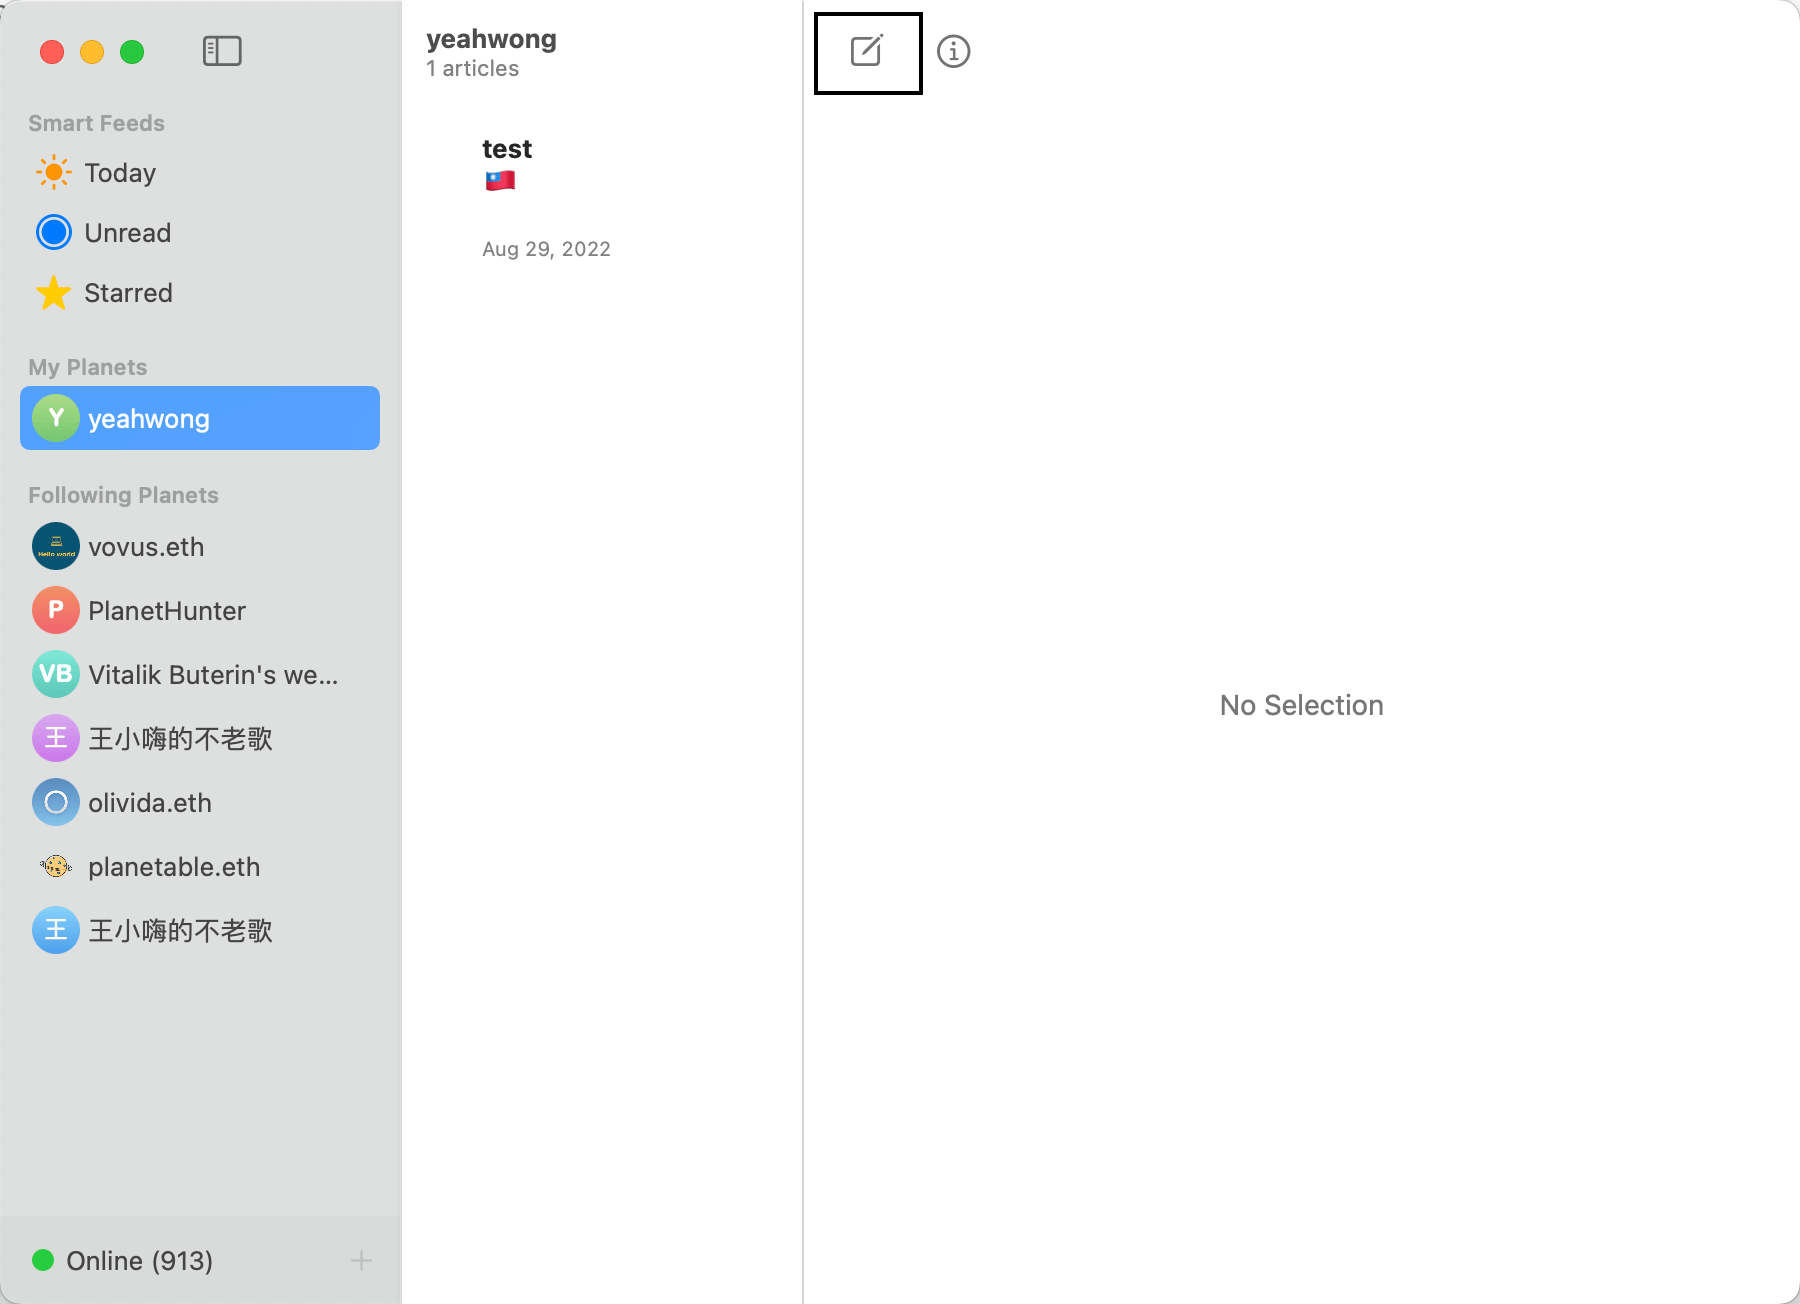 Smart Feeds
Today
Unread
Starred
My Planets
Y yeahwong
Following Planets
Hello world
vovus.eth
P PlanetHunter
VB Vitalik Buterin's we...
王 王小嗨的不老歌
olivida.eth
planetable.eth
王 王小嗨的不老歌
Online (913)
yeahwong
1 articles
test
🇹🇼
Aug 29, 2022
No Selection